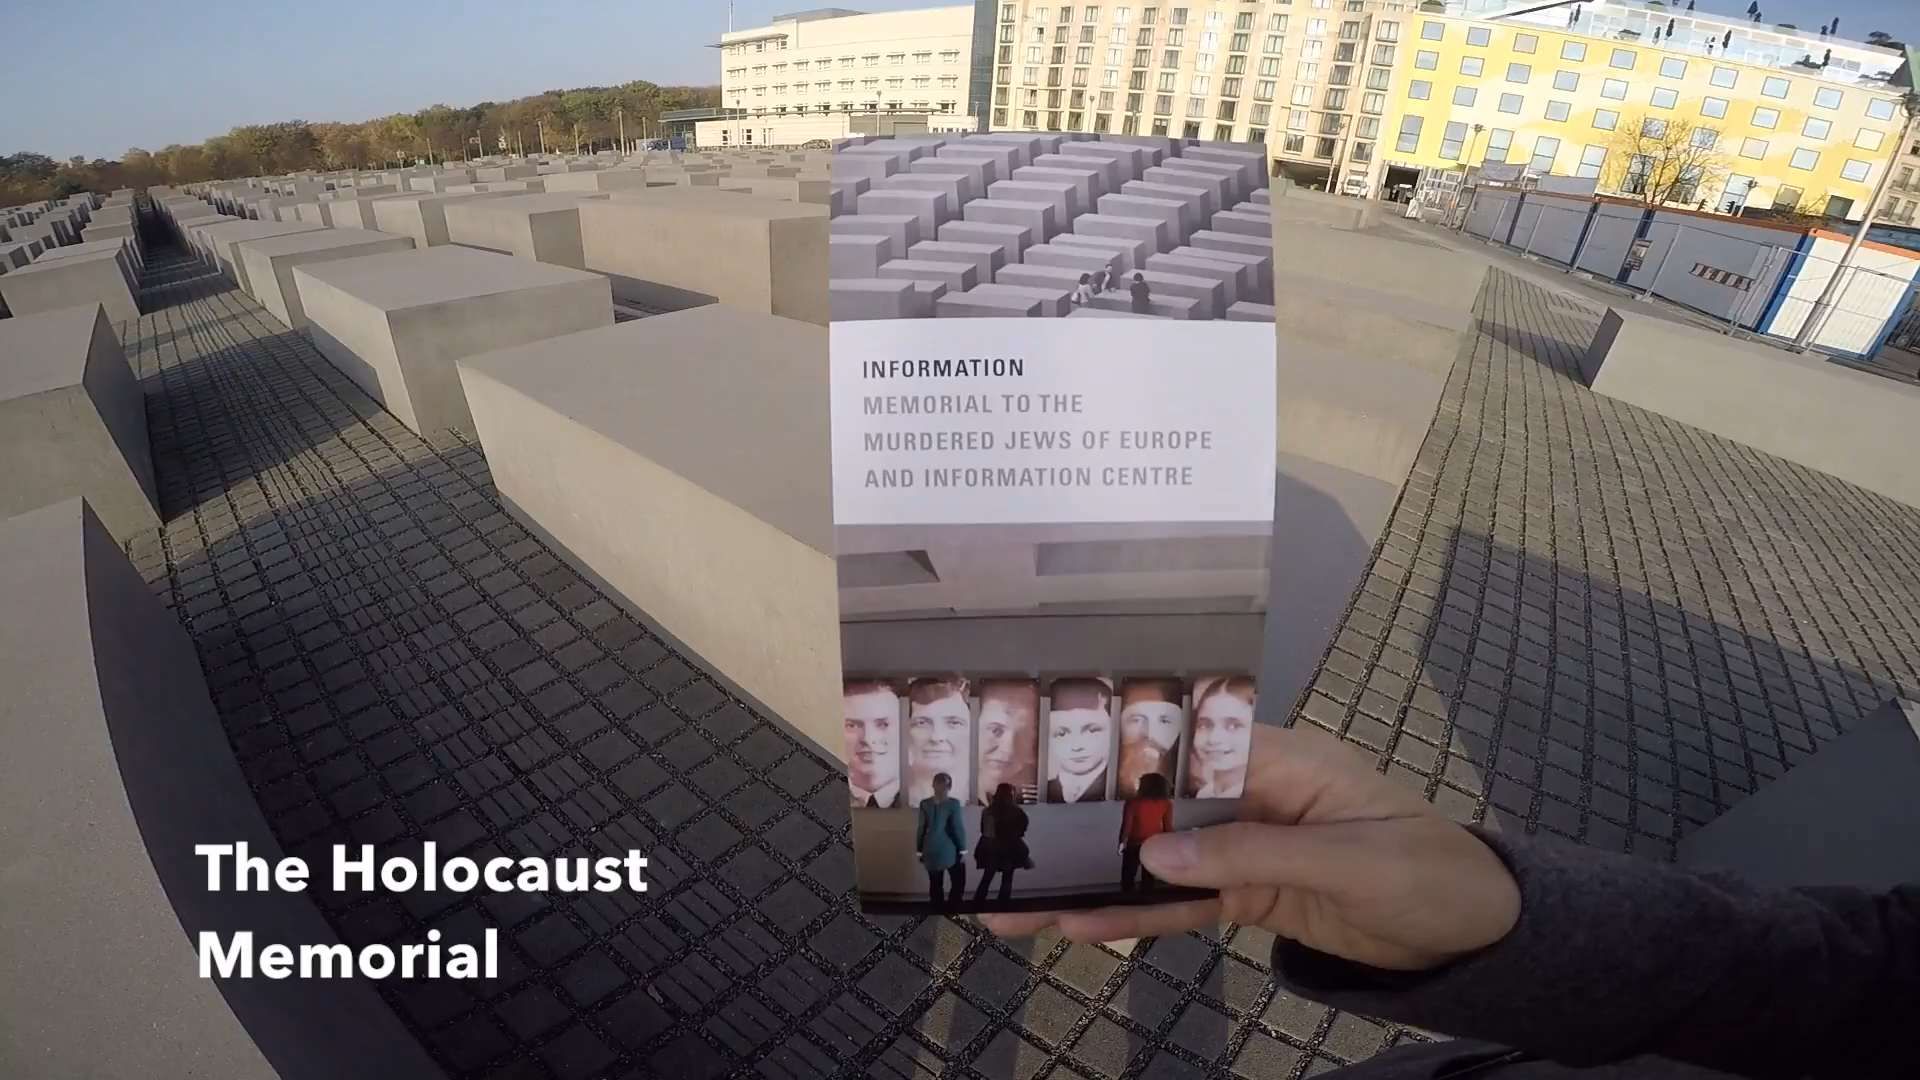 INFORMATION
MEMORIAL TO THE
MURDERED JEWS OF EUROPE
AND INFORMATION CENTRE
The Holocaust
Memorial